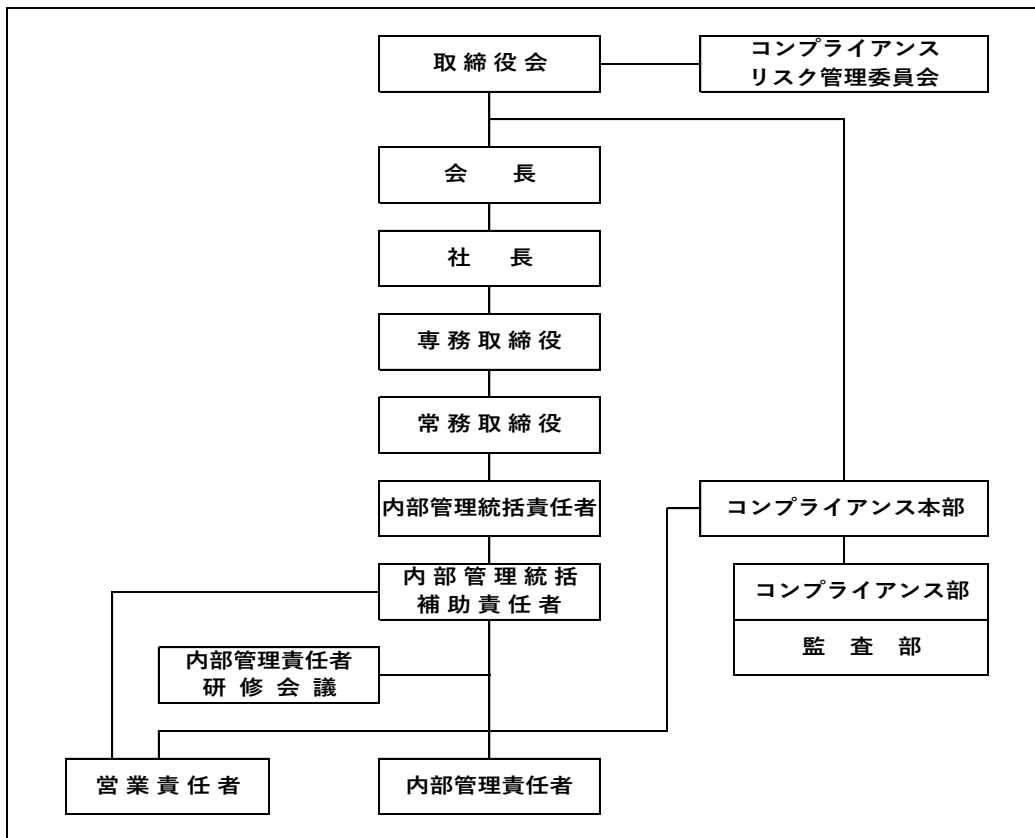 取締役会
コンプライアンス
リスク管理委員会
会長
社長
専務取締役
常務取締役
内部管理統括責任者
コンプライアンス本部
内部管理統括
補助責任者
コンプライアンス部
監査部
内部管理責任者
研修会議
営業責任者
内部管理責任者